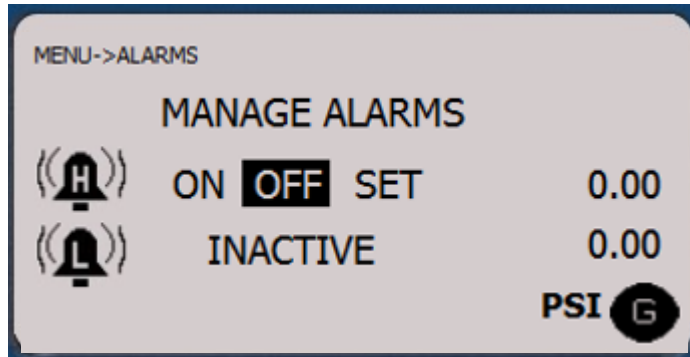 MENU->ALARMS
MANAGE ALARMS
H ON OFF SET 0.00
L INACTIVE 0.00
PSI G